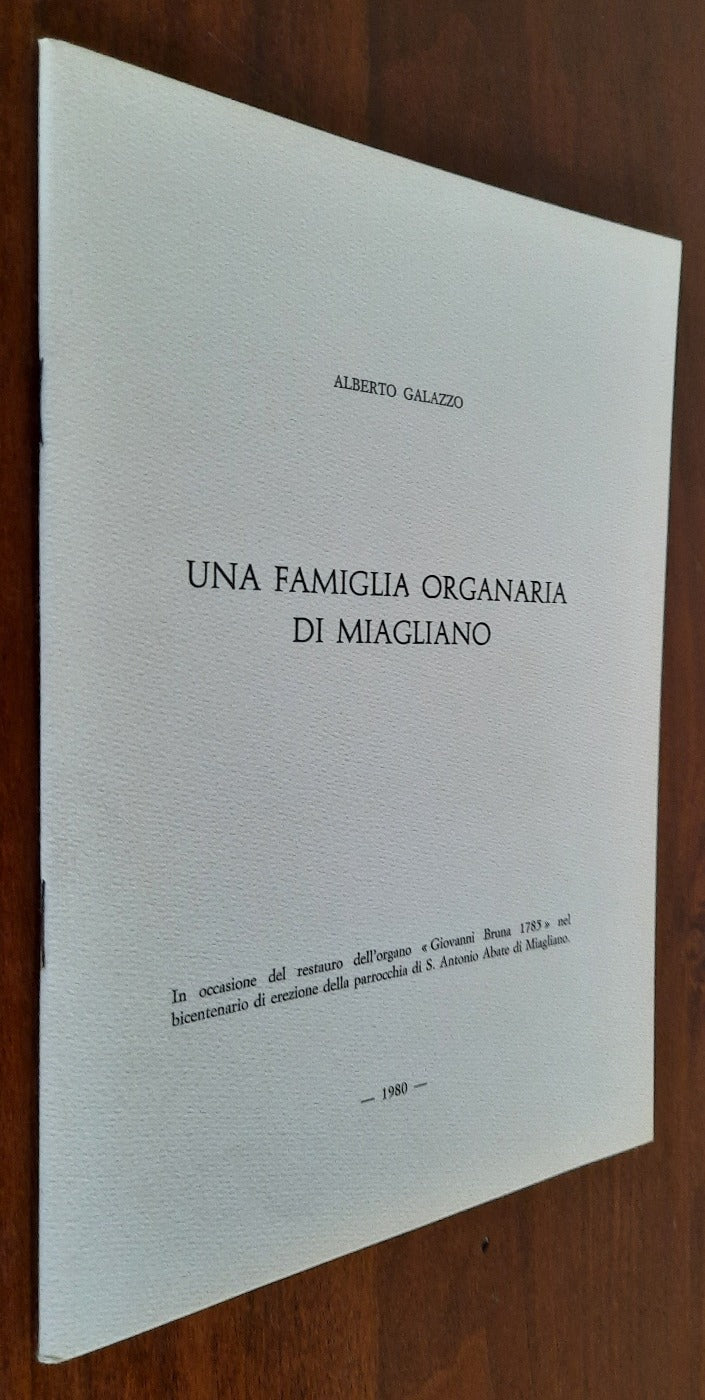 ALBERTO GALAZZO
UNA FAMIGLIA ORGANARIA
DI MIAGLIANO
In occasione del restauro dell'organo « Giovanni Bruna 1785 » nel
bicentenario di erezione della parrocchia di S. Antonio Abate di Miagliano.
— 1980 —